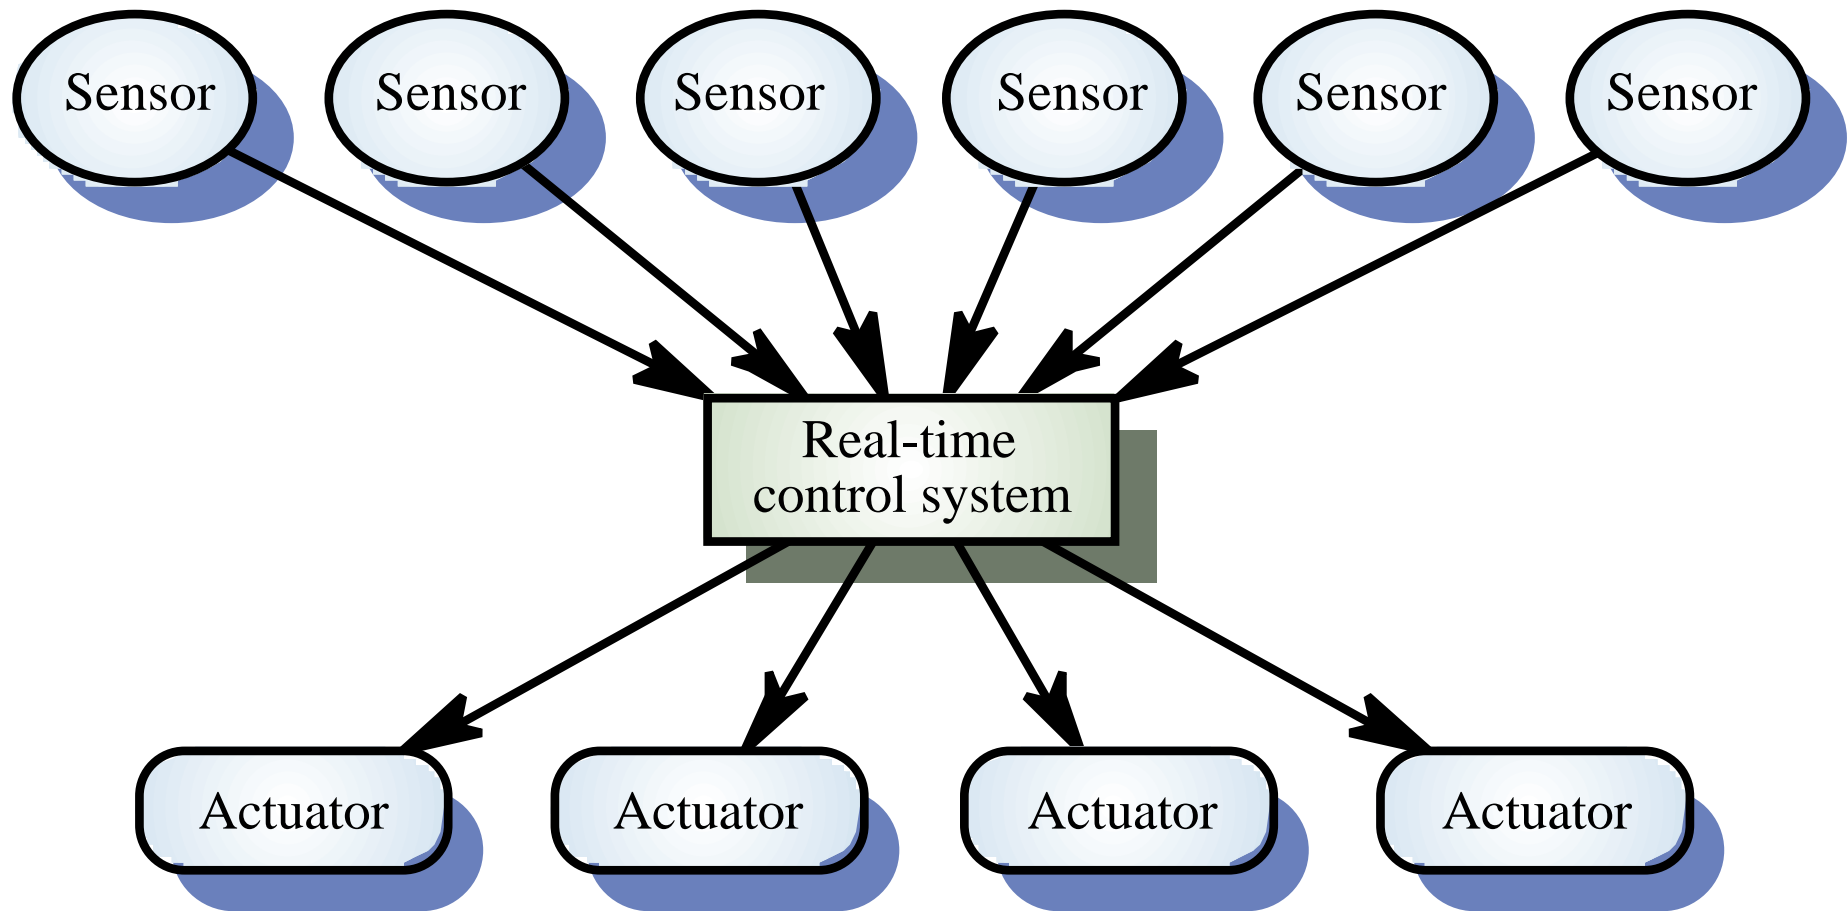 Sensor
Sensor
Sensor
Sensor
Sensor
Sensor
Real-time
control system
Actuator
Actuator
Actuator
Actuator